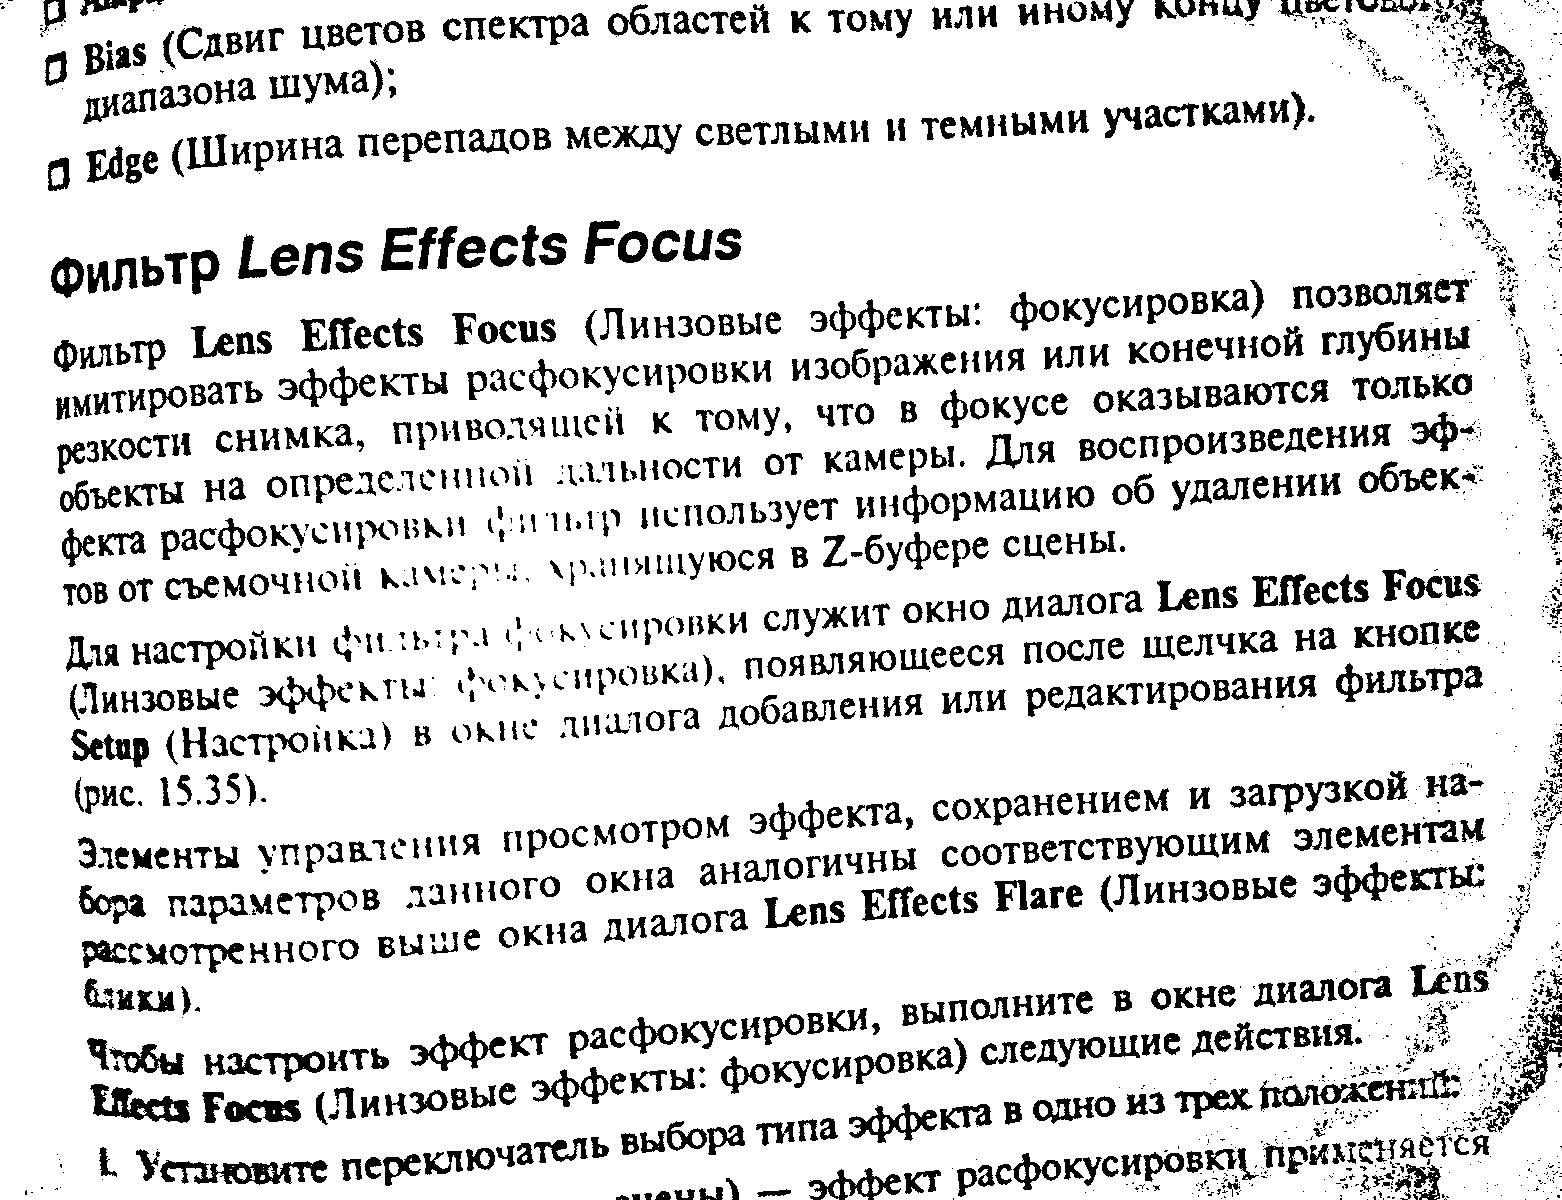 ❐ Bias (Сдвиг цветов спектра областей к тому или иному концу цветового
диапазона шума);
❐ Edge (Ширина перепадов между светлыми и темными участками).
Фильтр Lens Effects Focus
Фильтр Lens Effects Focus (Линзовые эффекты: фокусировка) позволяет
имитировать эффекты расфокусировки изображения или конечной глубины
резкости снимка, приводящей к тому, что в фокусе оказываются только
объекты на определенной дальности от камеры. Для воспроизведения эф-
фекта расфокусировки фильтр использует информацию об удалении объек-
тов от съемочной камеры, хранящуюся в Z-буфере сцены.
Для настройки фильтра фокусировки служит окно диалога Lens Effects Focus
(Линзовые эффекты: фокусировка), появляющееся после щелчка на кнопке
Setup (Настройка) в окне диалога добавления или редактирования фильтра
(рис. 15.35).
Элементы управления просмотром эффекта, сохранением и загрузкой на-
бора параметров данного окна аналогичны соответствующим элементам
рассмотренного выше окна диалога Lens Effects Flare (Линзовые эффекты:
блики).
Чтобы настроить эффект расфокусировки, выполните в окне диалога Lens
Effects Focus (Линзовые эффекты: фокусировка) следующие действия.
1. Установите переключатель выбора типа эффекта в одно из трех положений:
сцены) — эффект расфокусировки применяется